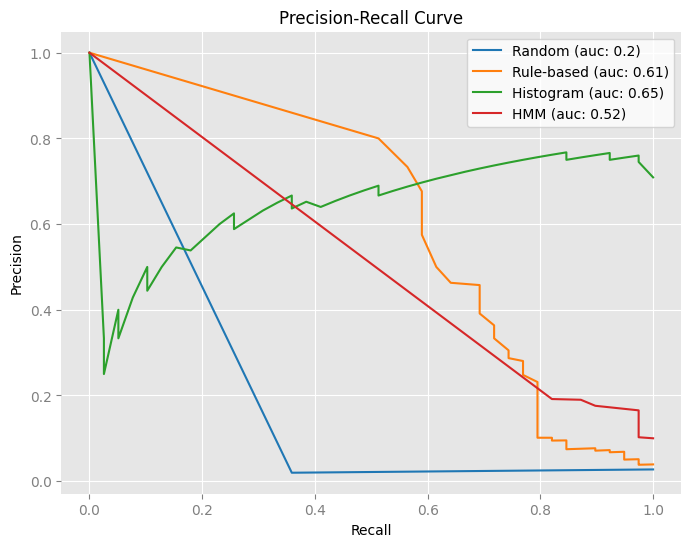 Precision-Recall Curve
Random (auc: 0.2)
Rule-based (auc: 0.61)
Histogram (auc: 0.65)
HMM (auc: 0.52)
Precision
1.0
0.8
0.6
0.4
0.2
0.0
0.0 0.2 0.4 0.6 0.8 1.0
Recall